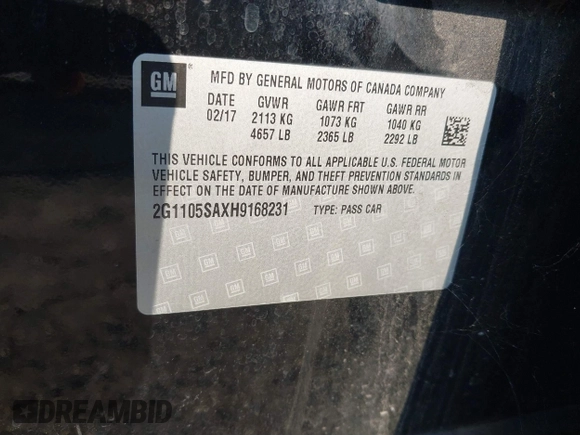 GM ® MFD BY GENERAL MOTORS OF CANADA COMPANY
DATE GVWR GAWR FRT GAWR RR
02/17 2113 KG 1073 KG 1040 KG
4657 LB 2365 LB 2292 LB
THIS VEHICLE CONFORMS TO ALL APPLICABLE U.S. FEDERAL MOTOR
VEHICLE SAFETY, BUMPER, AND THEFT PREVENTION STANDARDS
IN EFFECT ON THE DATE OF MANUFACTURE SHOWN ABOVE.
2G1105SAXH9168231 TYPE: PASS CAR
DREAMBID